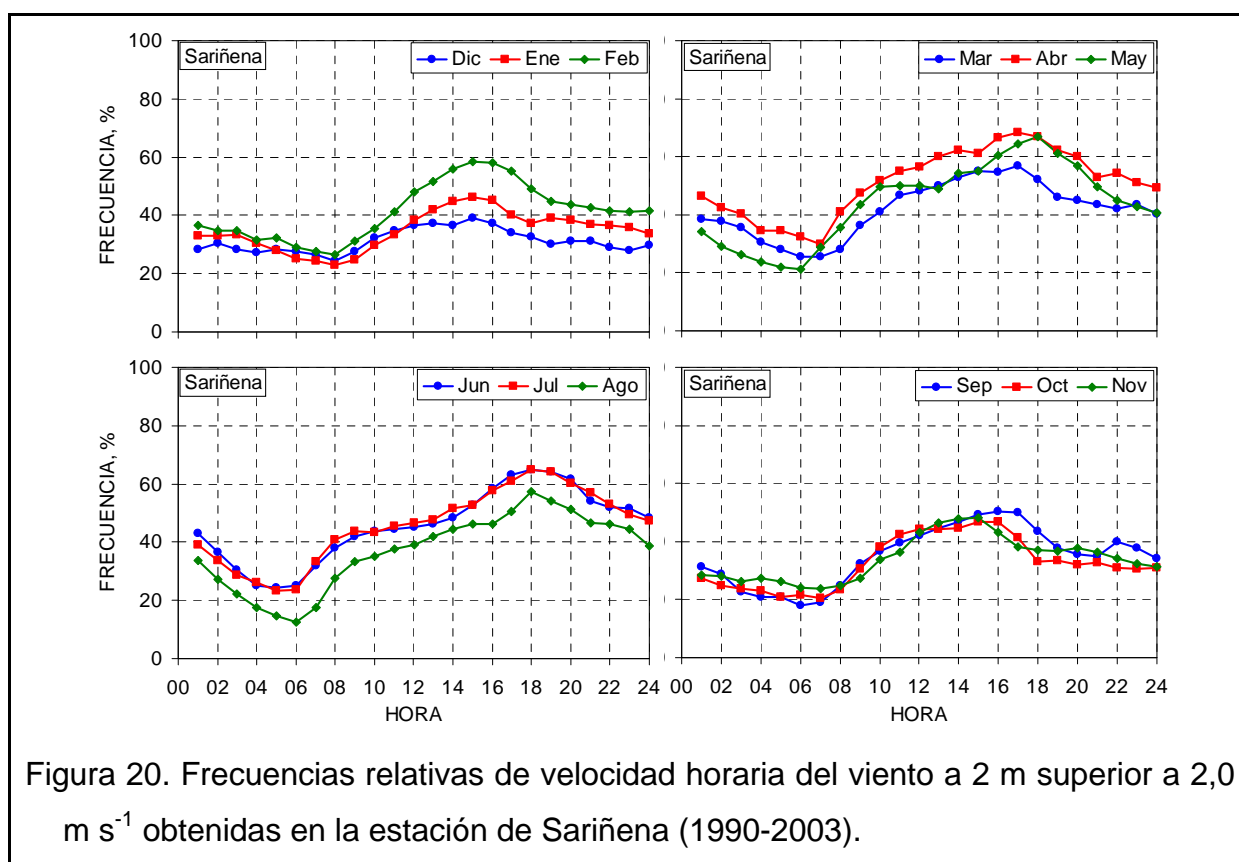 100
80
60
40
20
0
FRECUENCIA, %
Sariñena
Dic Ene Feb
Sariñena
Mar Abr May
100
80
60
40
20
0
FRECUENCIA, %
Sariñena
Jun Jul Ago
Sariñena
Sep Oct Nov
00 02 04 06 08 10 12 14 16 18 20 22 24
HORA
00 02 04 06 08 10 12 14 16 18 20 22 24
HORA
Figura 20. Frecuencias relativas de velocidad horaria del viento a 2 m superior a 2,0
m s⁻¹ obtenidas en la estación de Sariñena (1990-2003).